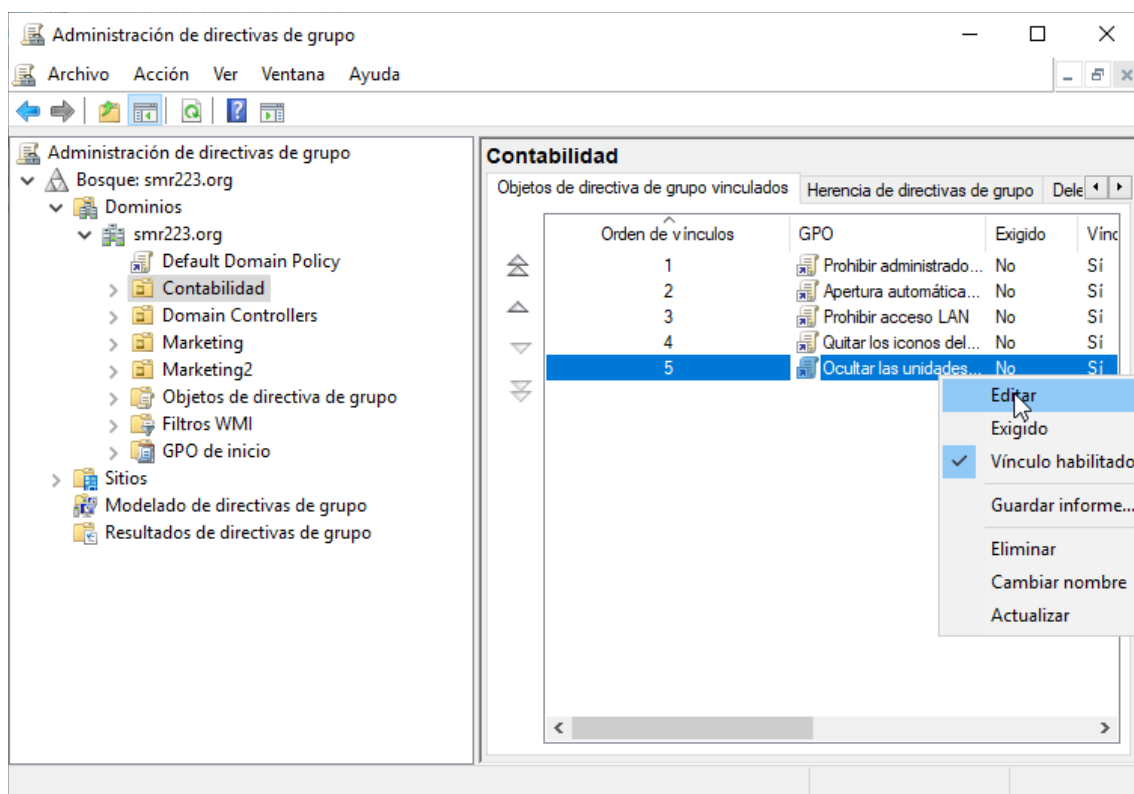 Administración de directivas de grupo
Archivo Acción Ver Ventana Ayuda
Administración de directivas de grupo
Bosque: smr223.org
Dominios
smr223.org
Default Domain Policy
Contabilidad
Domain Controllers
Marketing
Marketing2
Objetos de directiva de grupo
Filtros WMI
GPO de inicio
Sitios
Modelado de directivas de grupo
Resultados de directivas de grupo
Contabilidad
Objetos de directiva de grupo vinculados Herencia de directivas de grupo Dele
Orden de vínculos GPO Exigido Vínc
1 Prohibir administrado... No Sí
2 Apertura automática... No Sí
3 Prohibir acceso LAN No Sí
4 Quitar los iconos del... No Sí
5 Ocultar las unidades... No Sí
Editar
Exigido
Vínculo habilitado
Guardar informe...
Eliminar
Cambiar nombre
Actualizar